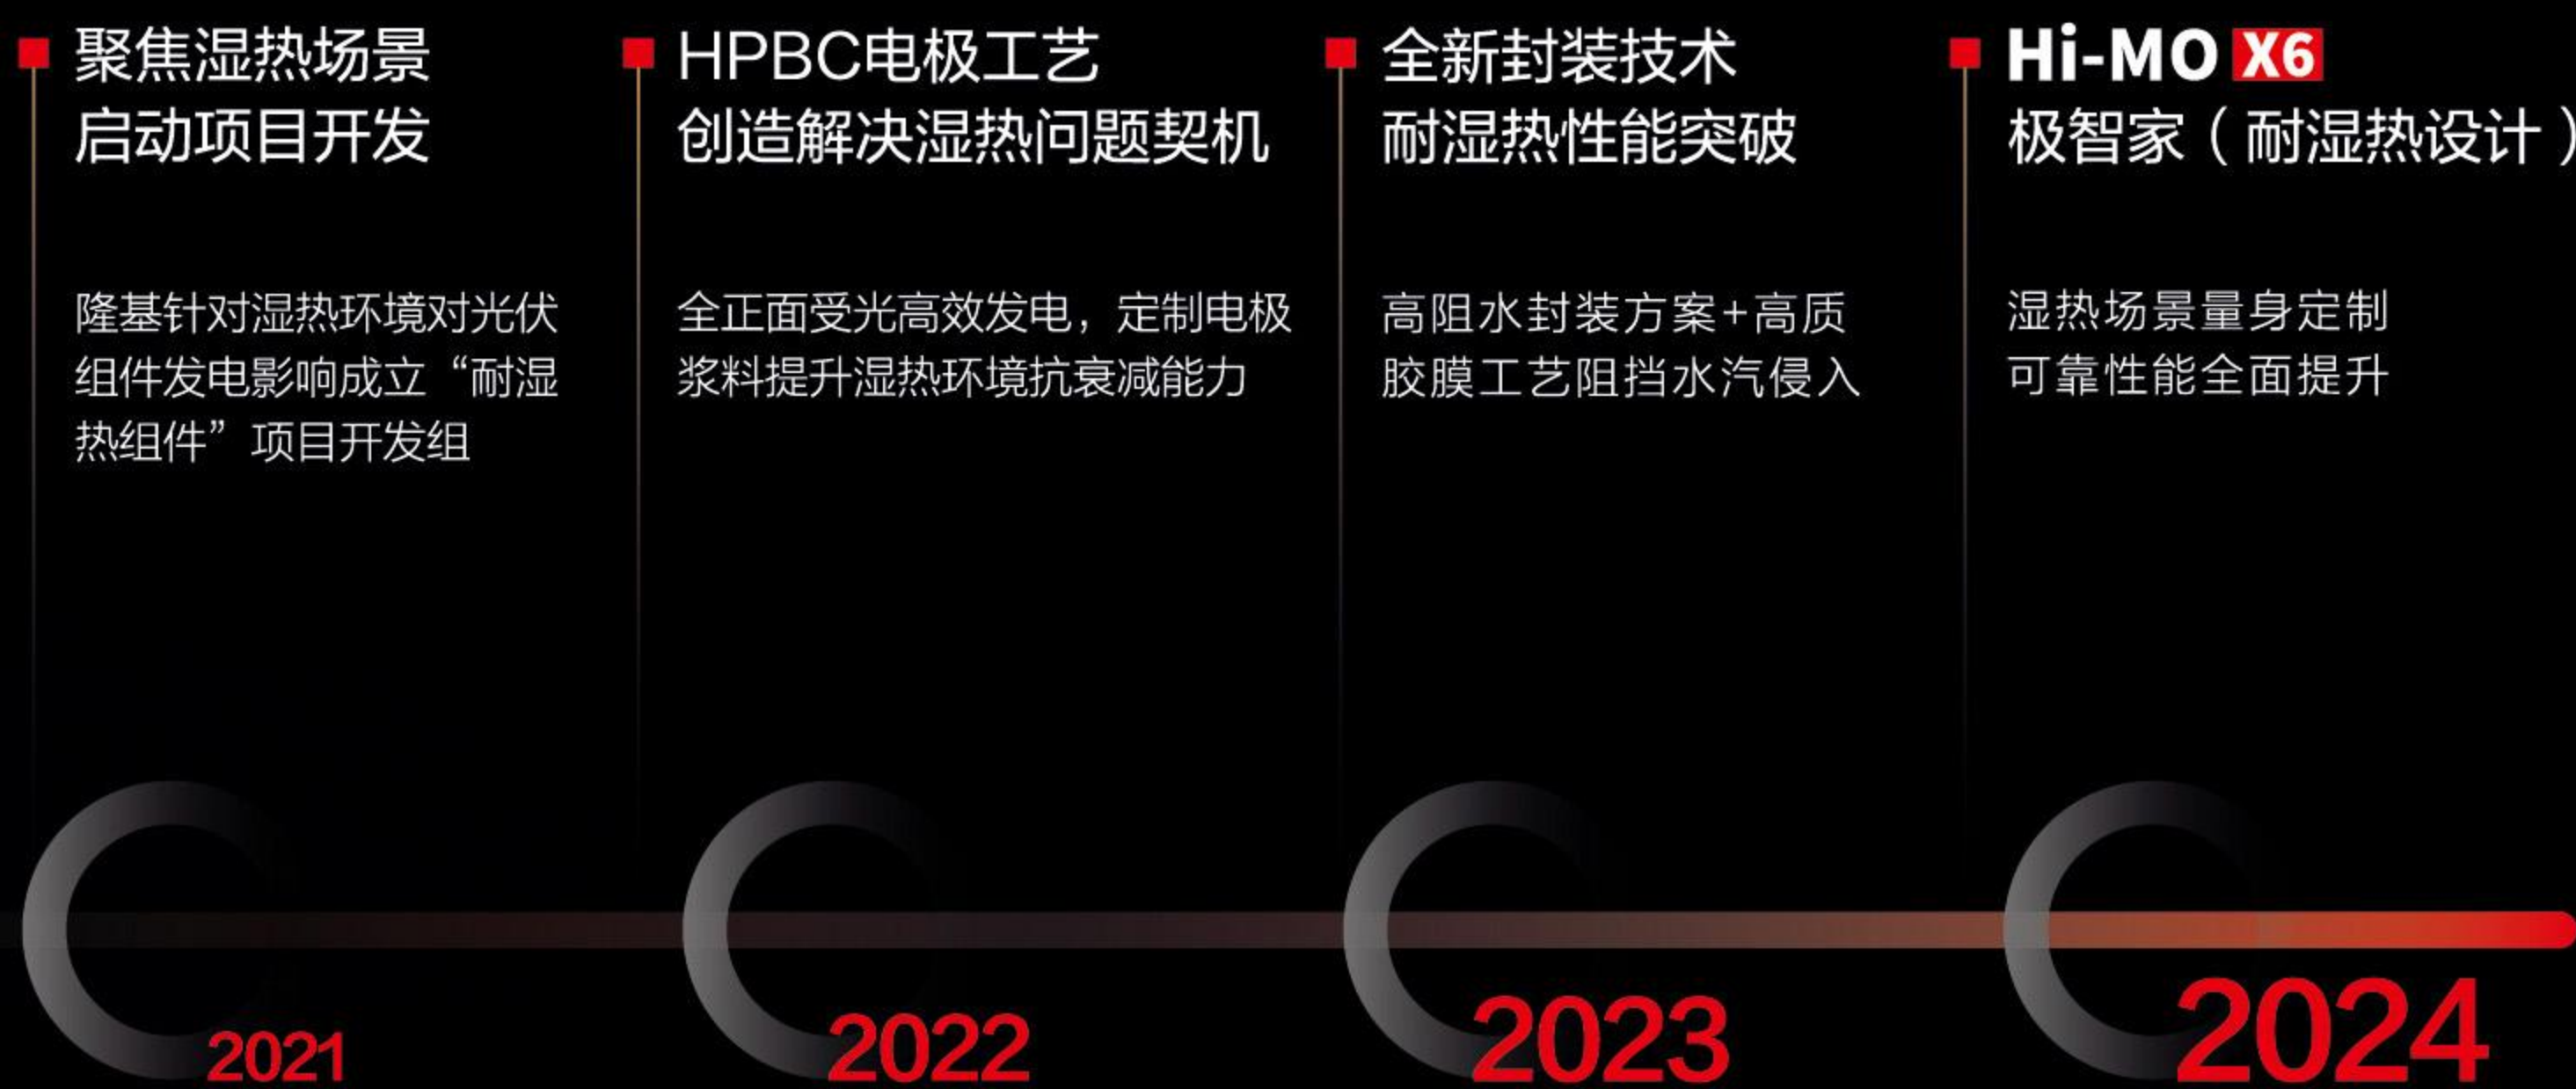 聚焦湿热场景
启动项目开发
隆基针对湿热环境对光伏
组件发电影响成立“耐湿
热组件”项目开发组
2021
HPBC电极工艺
创造解决湿热问题契机
全正面受光高效发电，定制电极
浆料提升湿热环境抗衰减能力
2022
全新封装技术
耐湿热性能突破
高阻水封装方案+高质
胶膜工艺阻挡水汽侵入
2023
Hi-MO X6
极智家（耐湿热设计）
湿热场景量身定制
可靠性能全面提升
2024